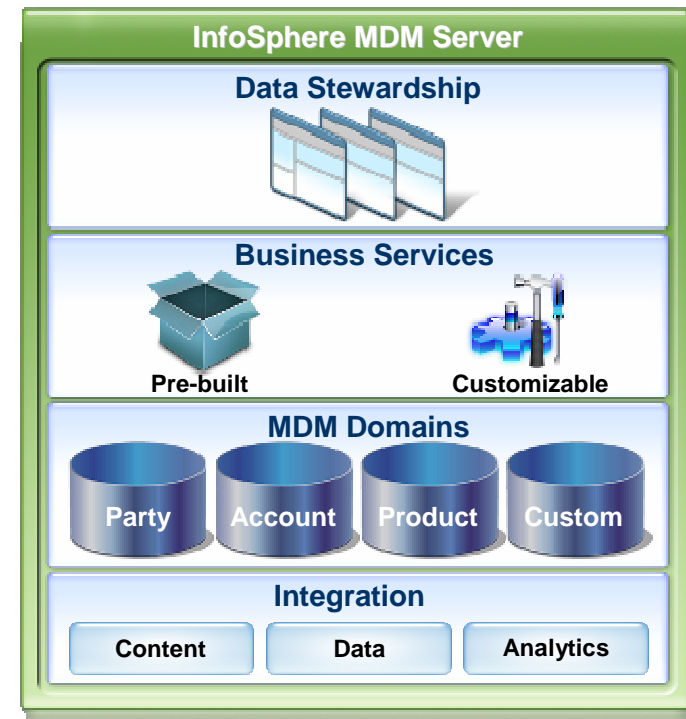 InfoSphere MDM Server
Data Stewardship
Business Services
Pre-built Customizable
MDM Domains
Party Account Product Custom
Integration
Content Data Analytics